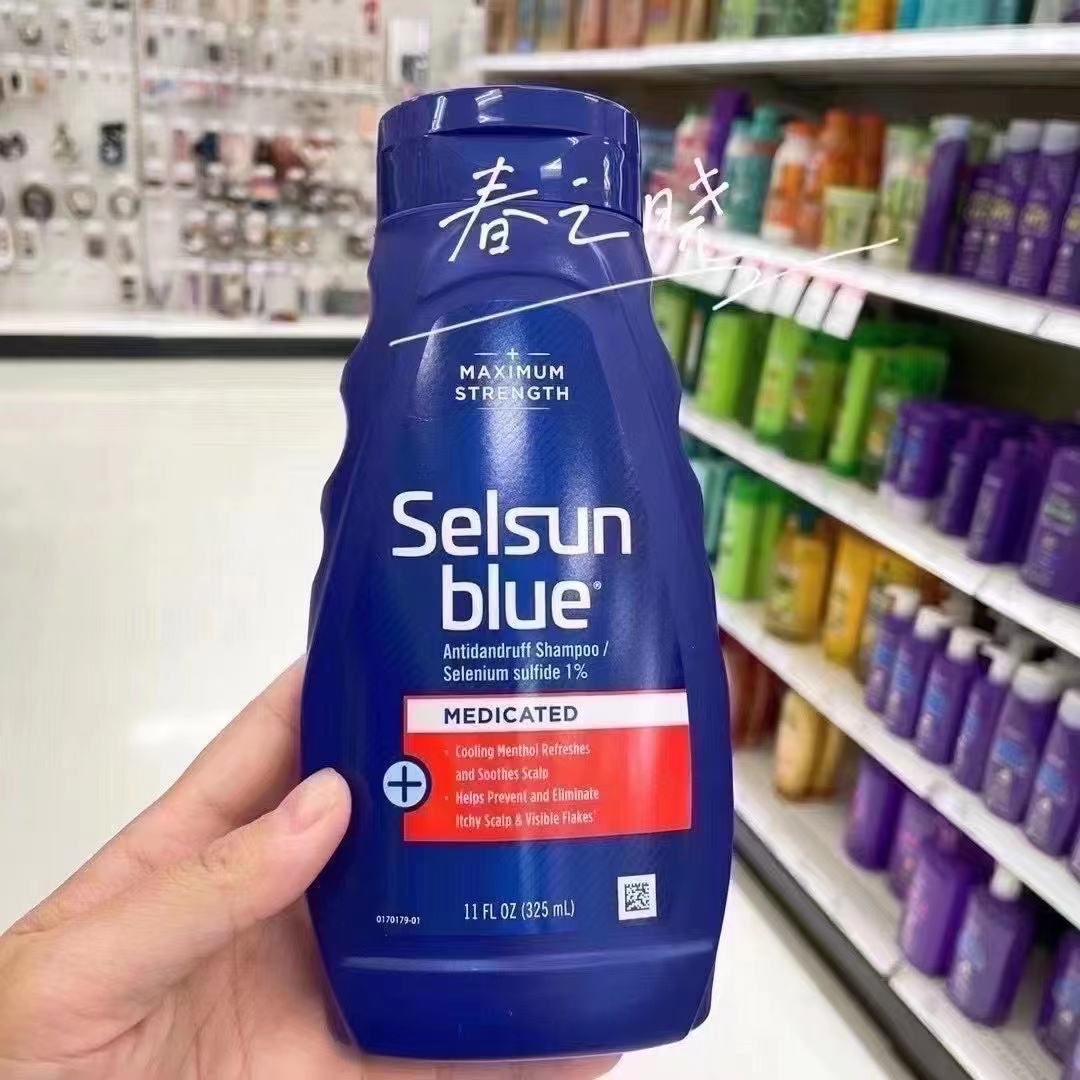 春之晓
MAXIMUM
STRENGTH
Selsun
blue®
Antidandruff Shampoo /
Selenium sulfide 1%
MEDICATED
· Cooling Menthol Refreshes
and Soothes Scalp
· Helps Prevent and Eliminate
Itchy Scalp & Visible Flakes
0170179-01
11 FL OZ (325 mL)